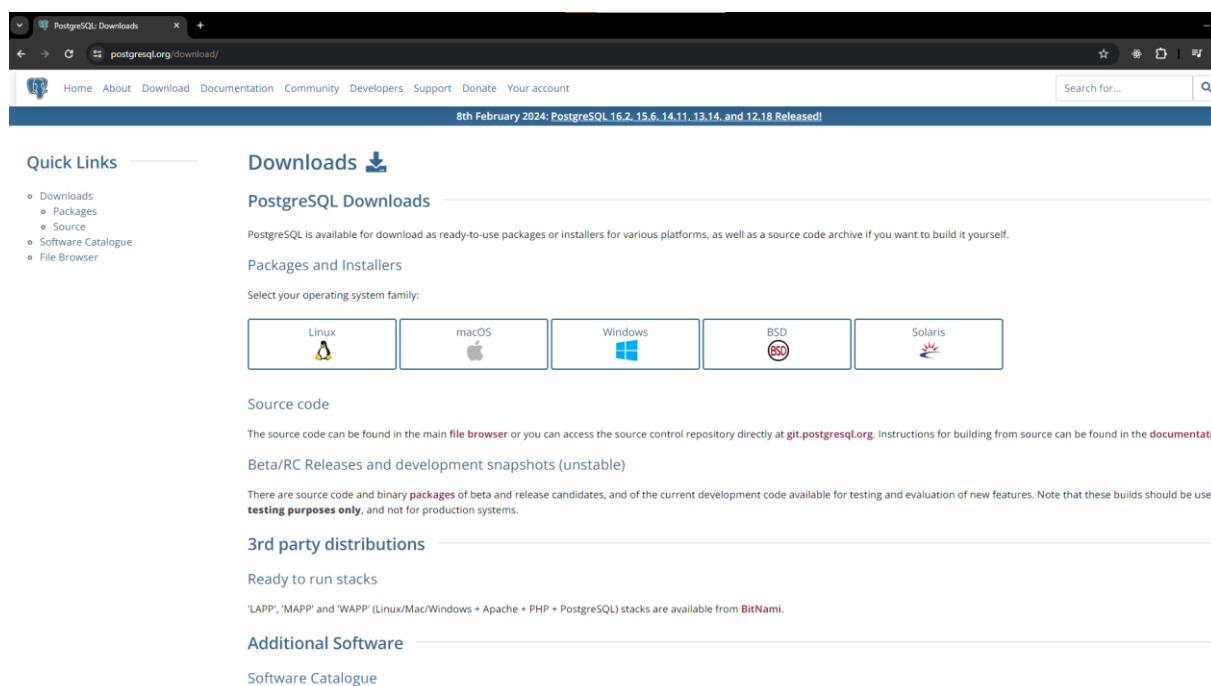 PostgreSQL: Downloads
postgresql.org/download/
Home About Download Documentation Community Developers Support Donate Your account
Search for...
8th February 2024: PostgreSQL 16.2, 15.6, 14.11, 13.14, and 12.18 Released!
Quick Links
Downloads
Packages
Source
Software Catalogue
File Browser
Downloads
PostgreSQL Downloads
PostgreSQL is available for download as ready-to-use packages or installers for various platforms, as well as a source code archive if you want to build it yourself.
Packages and Installers
Select your operating system family:
Linux macOS Windows BSD Solaris
BSD
Source code
The source code can be found in the main file browser or you can access the source control repository directly at git.postgresql.org. Instructions for building from source can be found in the documentati
Beta/RC Releases and development snapshots (unstable)
There are source code and binary packages of beta and release candidates, and of the current development code available for testing and evaluation of new features. Note that these builds should be use
testing purposes only, and not for production systems.
3rd party distributions
Ready to run stacks
'LAPP', 'MAPP' and 'WAPP' (Linux/Mac/Windows + Apache + PHP + PostgreSQL) stacks are available from BitNami.
Additional Software
Software Catalogue